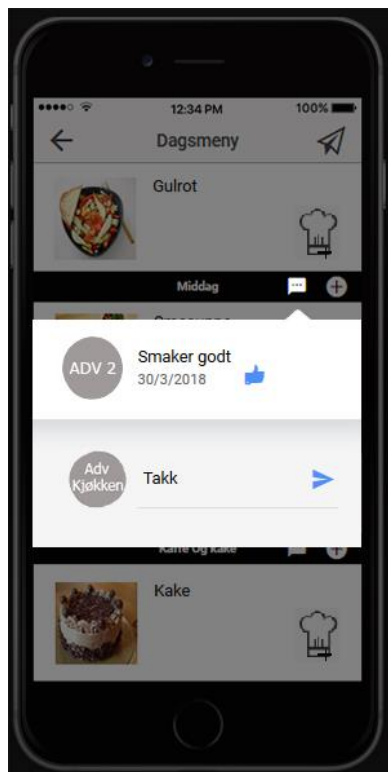 12:34 PM
100%
Dagsmeny
Gulrot
Middag
ADV 2
Smaker godt
30/3/2018
Adv
Kjøkken
Takk
Kaffe Og kake
Kake